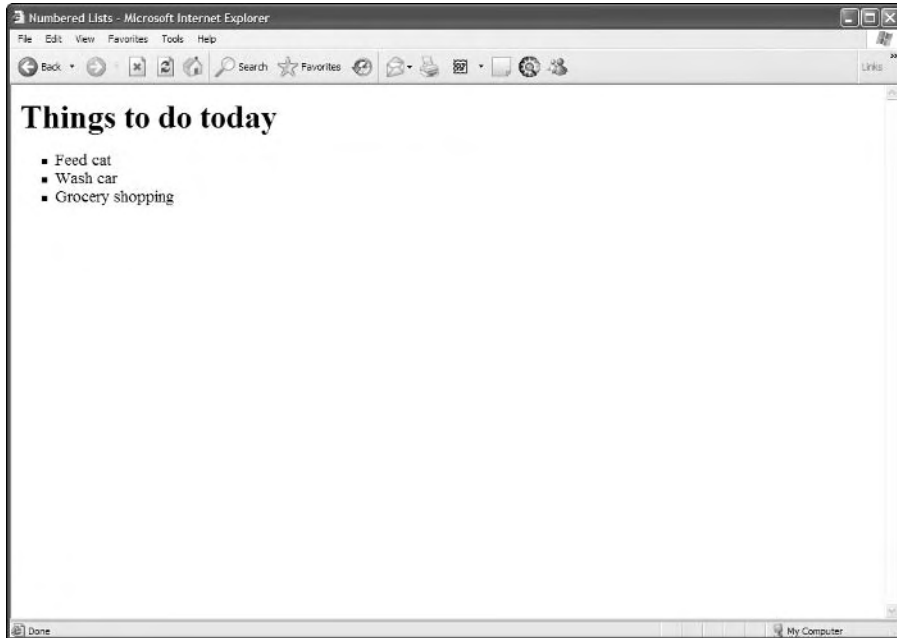 Numbered Lists - Microsoft Internet Explorer
File Edit View Favorites Tools Help
Back Search Favorites Links »
Things to do today
Feed cat
Wash car
Grocery shopping
Done My Computer